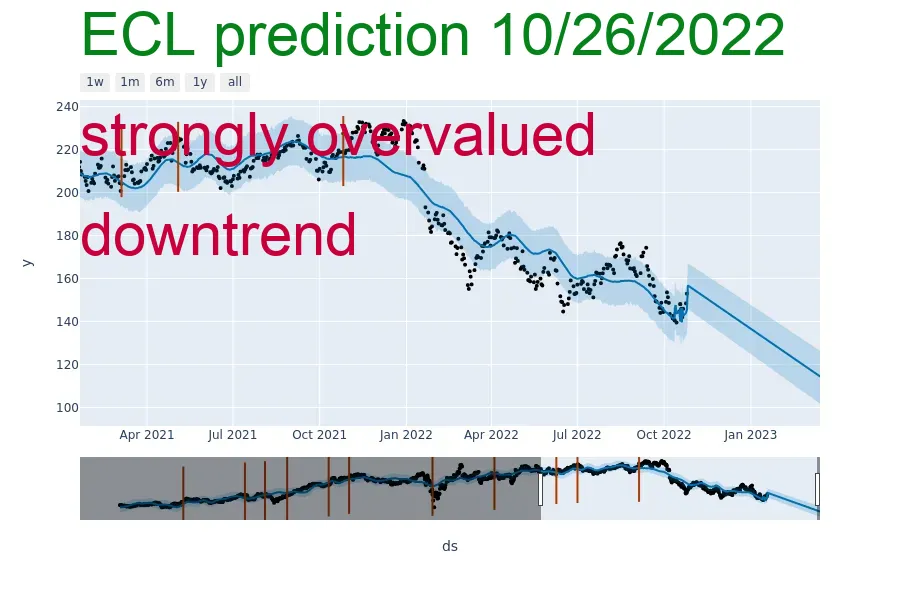 ECL prediction 10/26/2022
1w 1m 6m 1y all
240
strongly overvalued
220
200
downtrend
180
y
160
140
120
100
Apr 2021 Jul 2021 Oct 2021 Jan 2022 Apr 2022 Jul 2022 Oct 2022 Jan 2023
ds